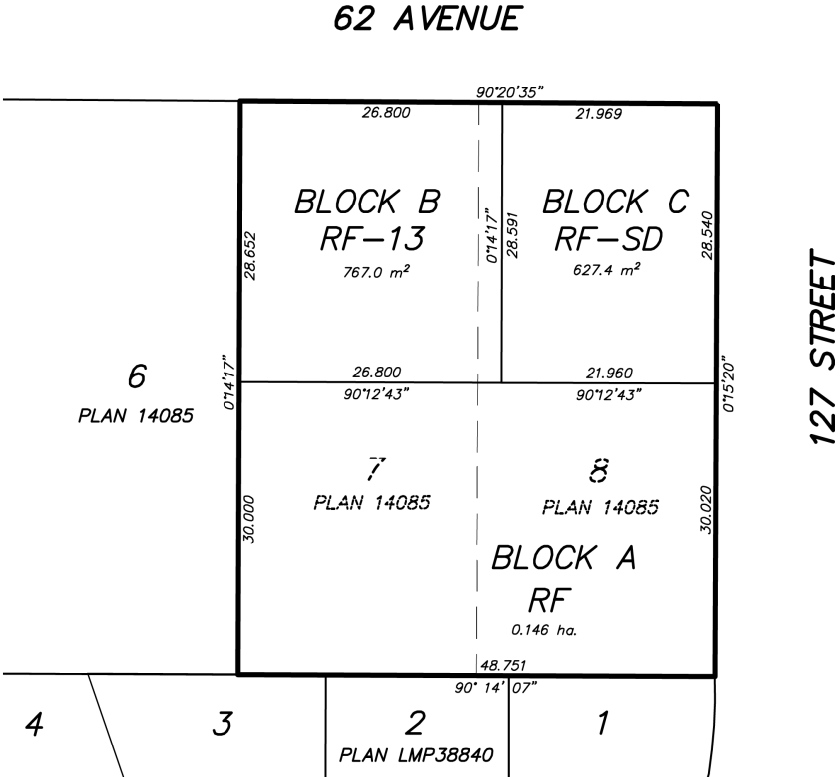 62 AVENUE
90°20'35"
26.800
21.969
BLOCK B
RF-13
767.0 m²
BLOCK C
RF-SD
627.4 m²
28.652
0°14'17"
28.591
28.540
127 STREET
6
PLAN 14085
0°14'17"
26.800
90°12'43"
21.960
90°12'43"
0°15'20"
7
PLAN 14085
8
PLAN 14085
30.000
30.020
BLOCK A
RF
0.146 ha.
48.751
90° 14' 07"
4
3
2
1
PLAN LMP38840